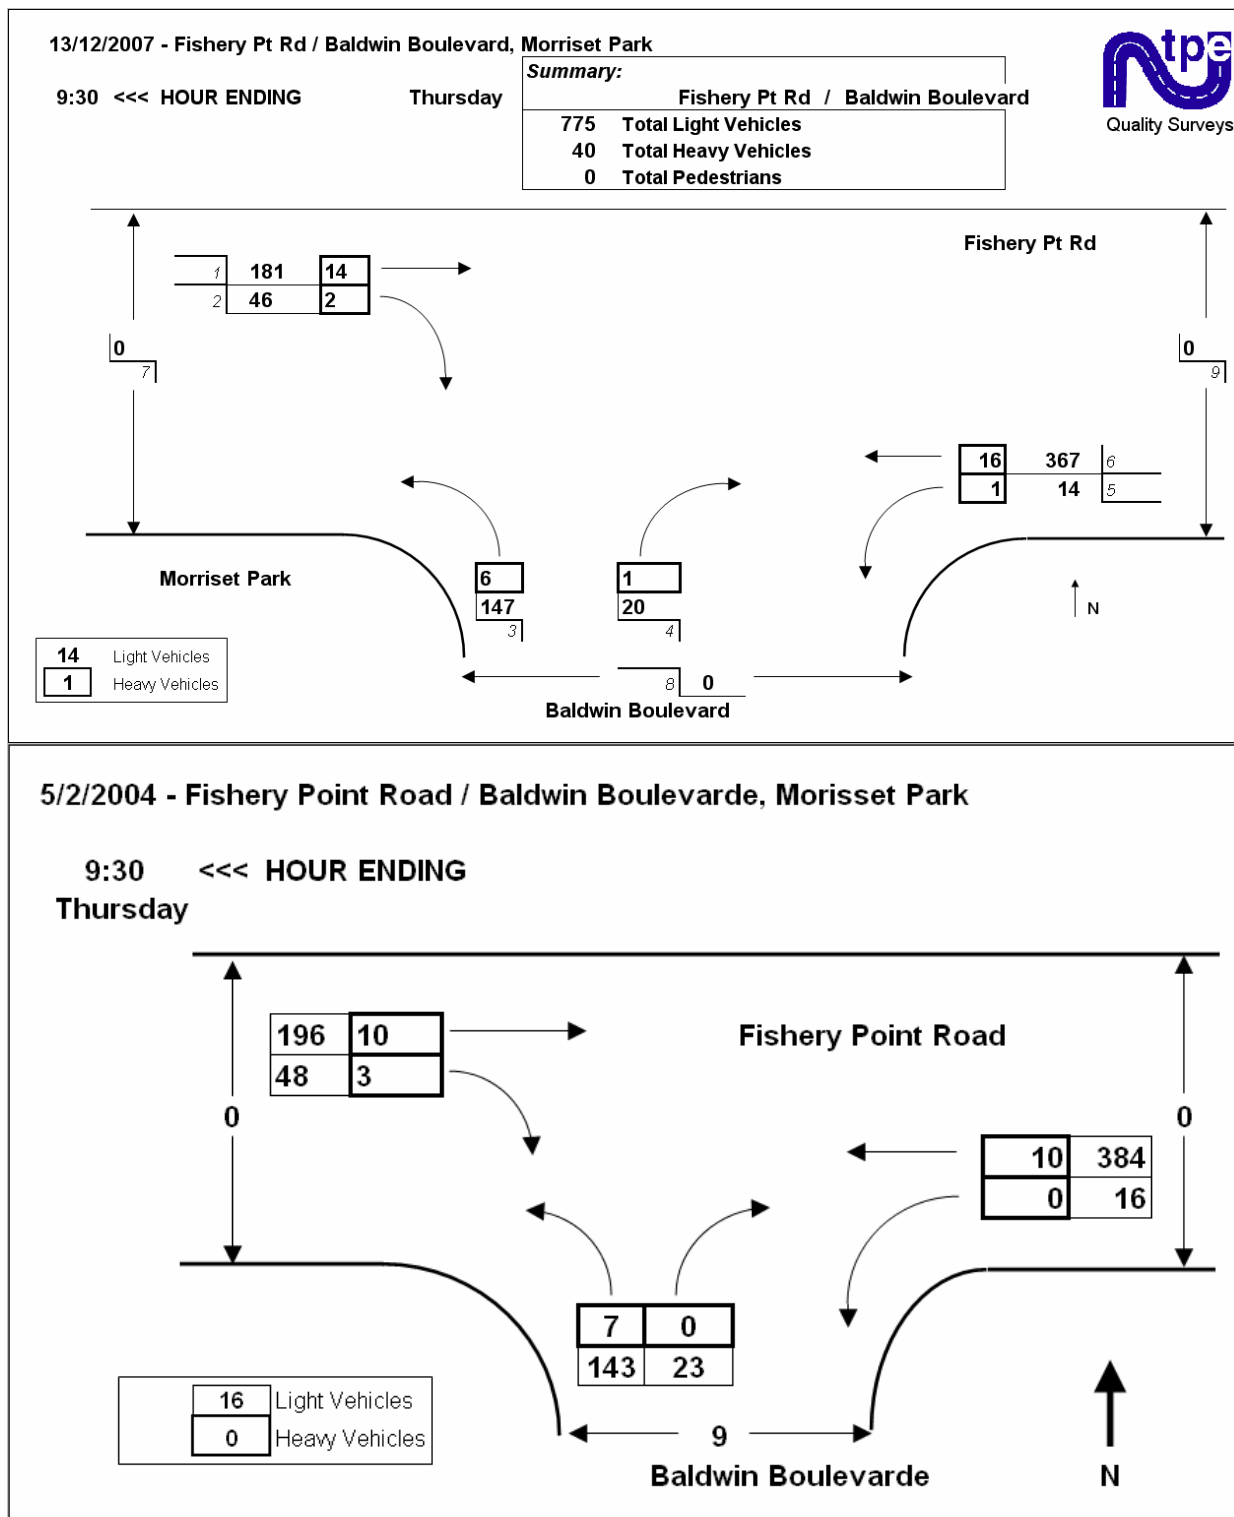 13/12/2007 - Fishery Pt Rd / Baldwin Boulevard, Morriset Park
tpe
Quality Surveys
Summary:
9:30 <<< HOUR ENDING Thursday Fishery Pt Rd / Baldwin Boulevard
775 Total Light Vehicles
40 Total Heavy Vehicles
0 Total Pedestrians
Fishery Pt Rd
1 181 14
2 46 2
0
7
0
9
16 367 6
1 14 5
Morriset Park
6 1
147 20
3 4
N
14 Light Vehicles
1 Heavy Vehicles
8 0
Baldwin Boulevard
5/2/2004 - Fishery Point Road / Baldwin Boulevarde, Morisset Park
9:30 <<< HOUR ENDING
Thursday
196 10
48 3
Fishery Point Road
0
0
10 384
0 16
7 0
143 23
16 Light Vehicles
0 Heavy Vehicles
9
Baldwin Boulevarde
N